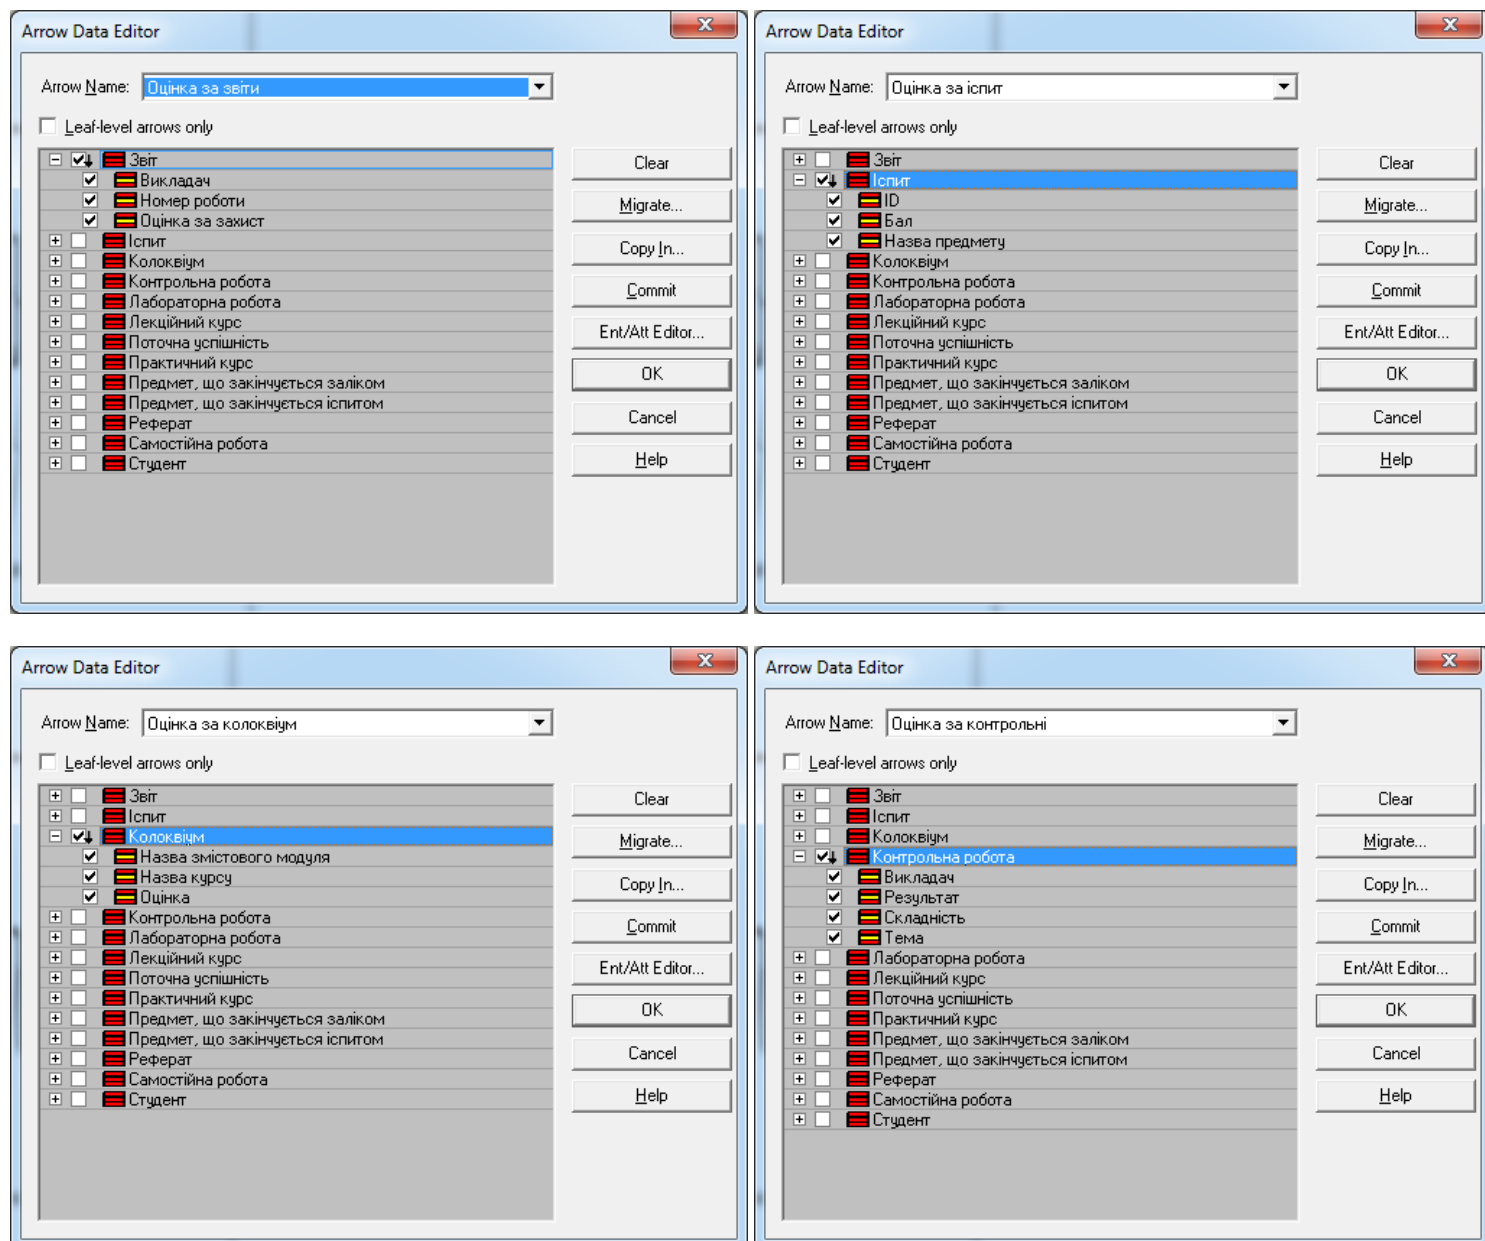 Arrow Data Editor
Arrow Name: Оцінка за звіти
Leaf-level arrows only
Звіт
Викладач
Номер роботи
Оцінка за захист
Іспит
Колоквіум
Контрольна робота
Лабораторна робота
Лекційний курс
Поточна успішність
Практичний курс
Предмет, що закінчується заліком
Предмет, що закінчується іспитом
Реферат
Самостійна робота
Студент
Clear
Migrate...
Copy In...
Commit
Ent/Att Editor...
OK
Cancel
Help
Arrow Data Editor
Arrow Name: Оцінка за іспит
Leaf-level arrows only
Звіт
Іспит
ID
Бал
Назва предмету
Колоквіум
Контрольна робота
Лабораторна робота
Лекційний курс
Поточна успішність
Практичний курс
Предмет, що закінчується заліком
Предмет, що закінчується іспитом
Реферат
Самостійна робота
Студент
Clear
Migrate...
Copy In...
Commit
Ent/Att Editor...
OK
Cancel
Help
Arrow Data Editor
Arrow Name: Оцінка за колоквіум
Leaf-level arrows only
Звіт
Іспит
Колоквіум
Назва змістового модуля
Назва курсу
Оцінка
Контрольна робота
Лабораторна робота
Лекційний курс
Поточна успішність
Практичний курс
Предмет, що закінчується заліком
Предмет, що закінчується іспитом
Реферат
Самостійна робота
Студент
Clear
Migrate...
Copy In...
Commit
Ent/Att Editor...
OK
Cancel
Help
Arrow Data Editor
Arrow Name: Оцінка за контрольні
Leaf-level arrows only
Звіт
Іспит
Колоквіум
Контрольна робота
Викладач
Результат
Складність
Тема
Лабораторна робота
Лекційний курс
Поточна успішність
Практичний курс
Предмет, що закінчується заліком
Предмет, що закінчується іспитом
Реферат
Самостійна робота
Студент
Clear
Migrate...
Copy In...
Commit
Ent/Att Editor...
OK
Cancel
Help